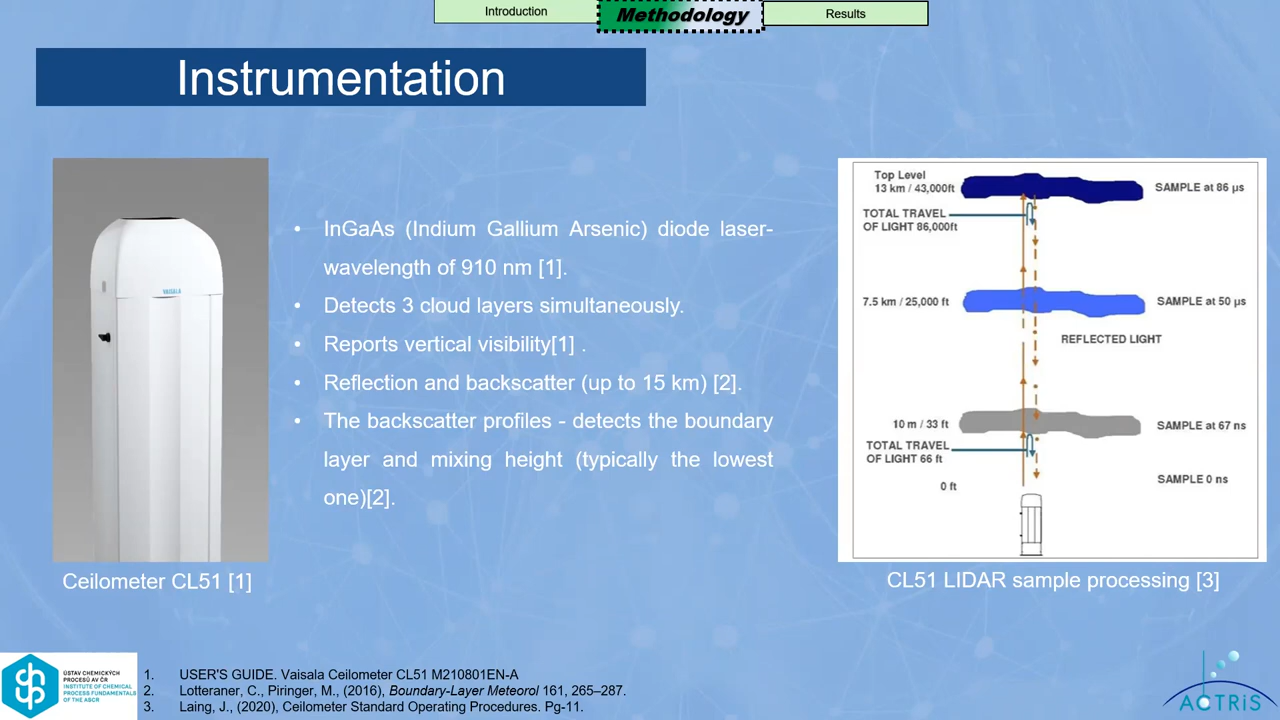 Introduction
Methodology
Results
Instrumentation
VAISALA
• InGaAs (Indium Gallium Arsenic) diode laser-
wavelength of 910 nm [1].
• Detects 3 cloud layers simultaneously.
• Reports vertical visibility[1] .
• Reflection and backscatter (up to 15 km) [2].
• The backscatter profiles - detects the boundary
layer and mixing height (typically the lowest
one)[2].
Ceilometer CL51 [1]
Top Level
13 km / 43,000ft
SAMPLE at 86 µs
TOTAL TRAVEL
OF LIGHT 86,000ft
7.5 km / 25,000 ft
SAMPLE at 50 µs
REFLECTED LIGHT
10 m / 33 ft
SAMPLE at 67 ns
TOTAL TRAVEL
OF LIGHT 66 ft
SAMPLE 0 ns
0 ft
CL51 LIDAR sample processing [3]
ÚSTAV CHEMICKÝCH
PROCESŮ AV ČR
INSTITUTE OF CHEMICAL
PROCESS FUNDAMENTALS
OF THE ASCR
1. USER'S GUIDE. Vaisala Ceilometer CL51 M210801EN-A
2. Lotteraner, C., Piringer, M., (2016), Boundary-Layer Meteorol 161, 265–287.
3. Laing, J., (2020), Ceilometer Standard Operating Procedures. Pg-11.
ACTRiS